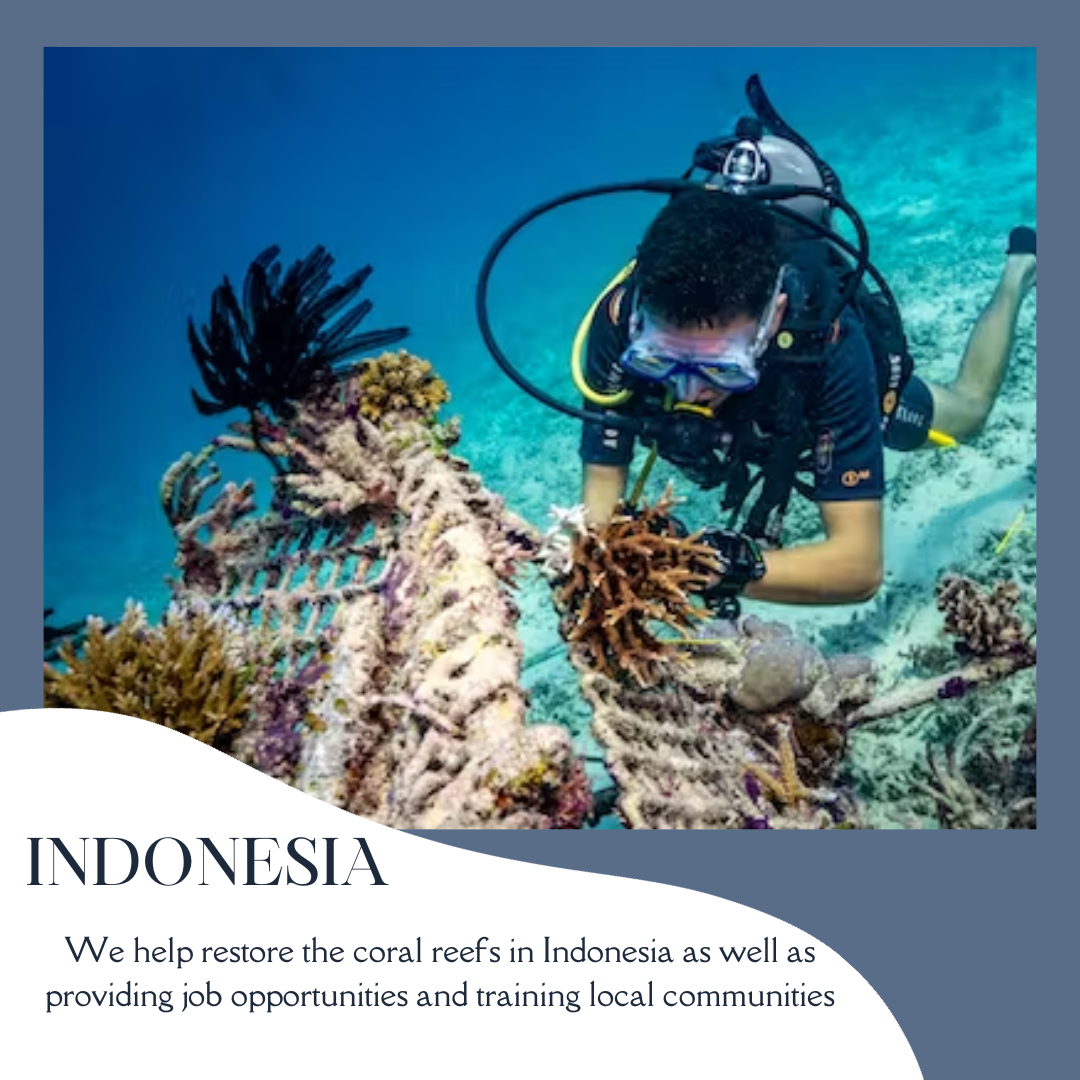 INDONESIA
We help restore the coral reefs in Indonesia as well as
providing job opportunities and training local communities